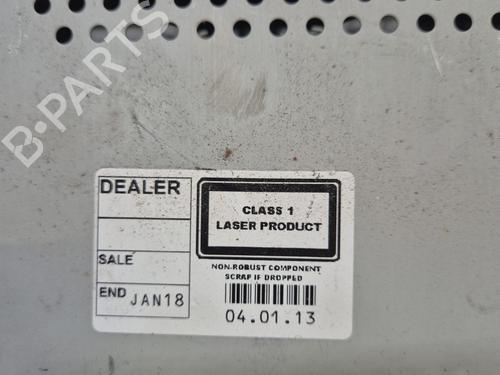 B-PARTS
DEALER
SALE
END JAN18
CLASS 1
LASER PRODUCT
NON-ROBUST COMPONENT
SCRAP IF DROPPED
04.01.13